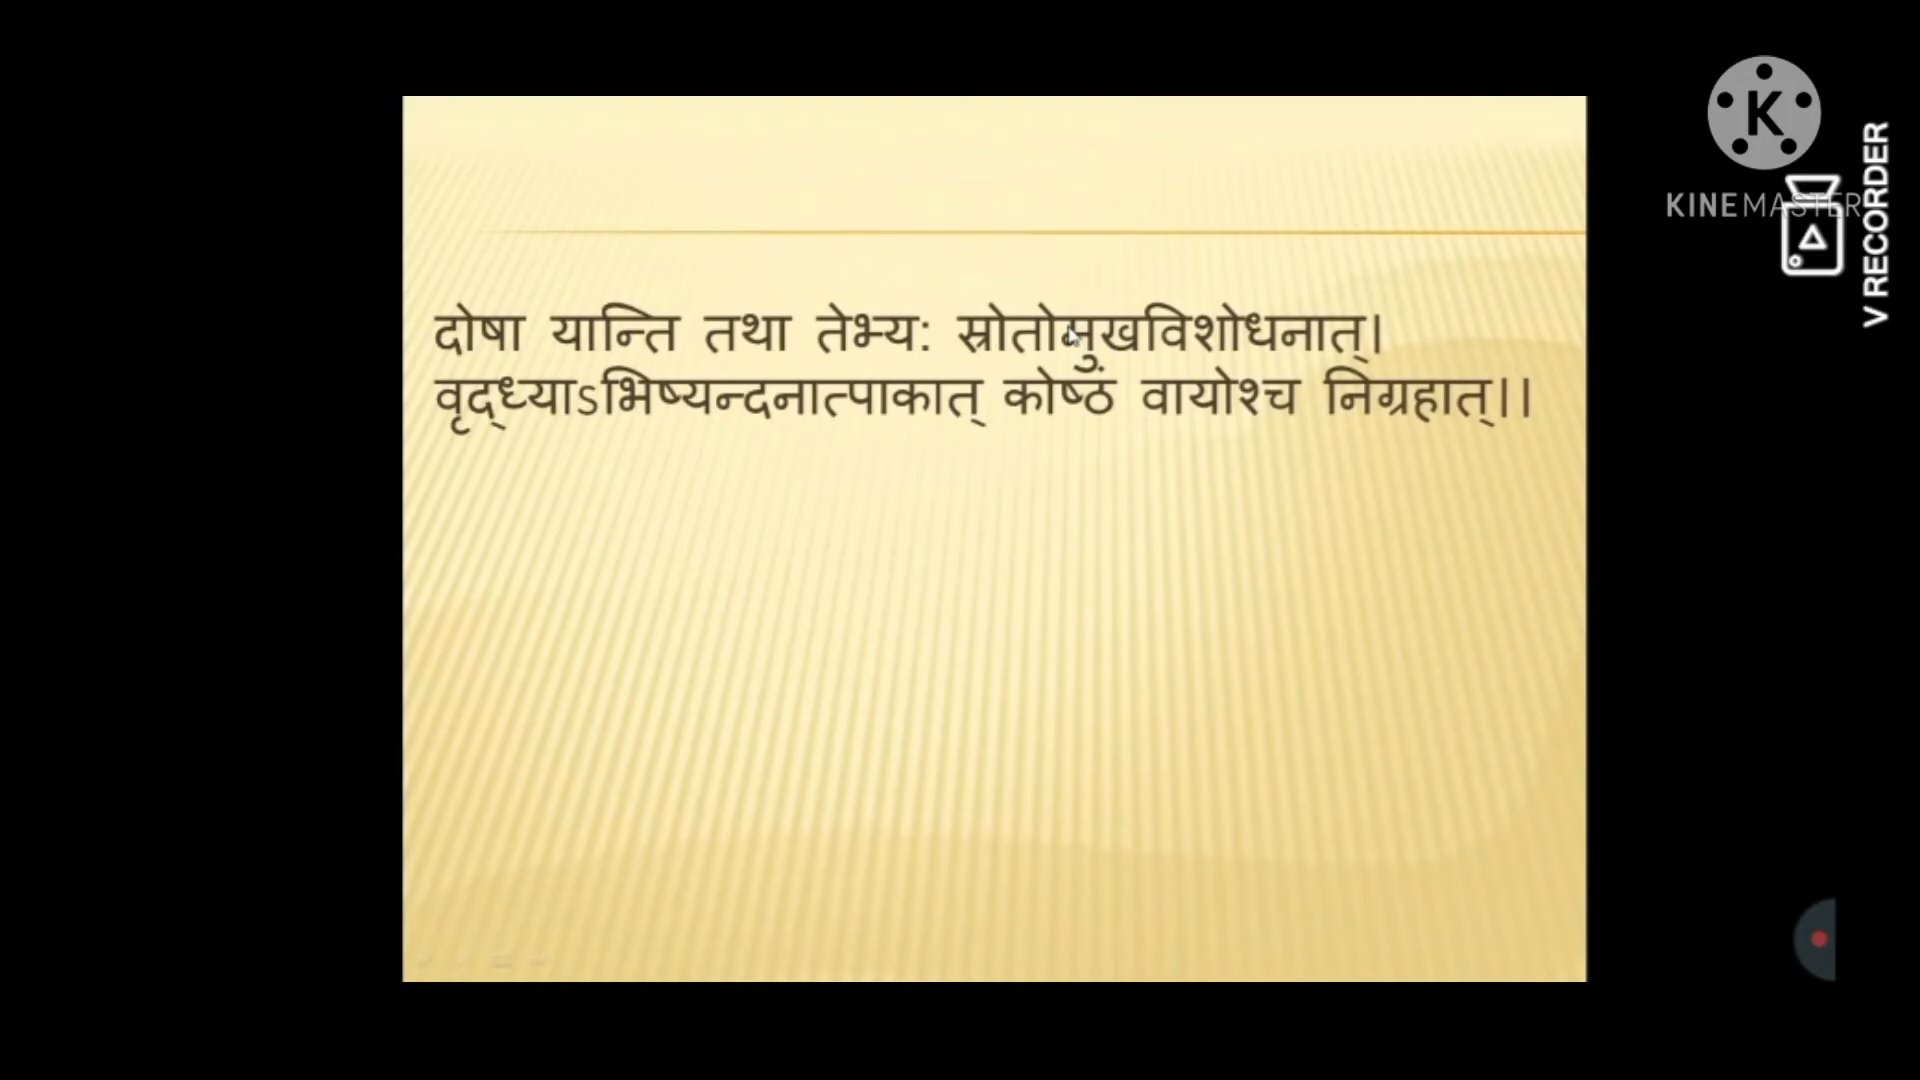 दोषा यान्ति तथा तेभ्य: स्रोतोमुखविशोधनात्।
वृद्ध्याऽभिष्यन्दनात्पाकात् कोष्ठं वायोश्च निग्रहात्।।
K
KINEMASTER
V RECORDER